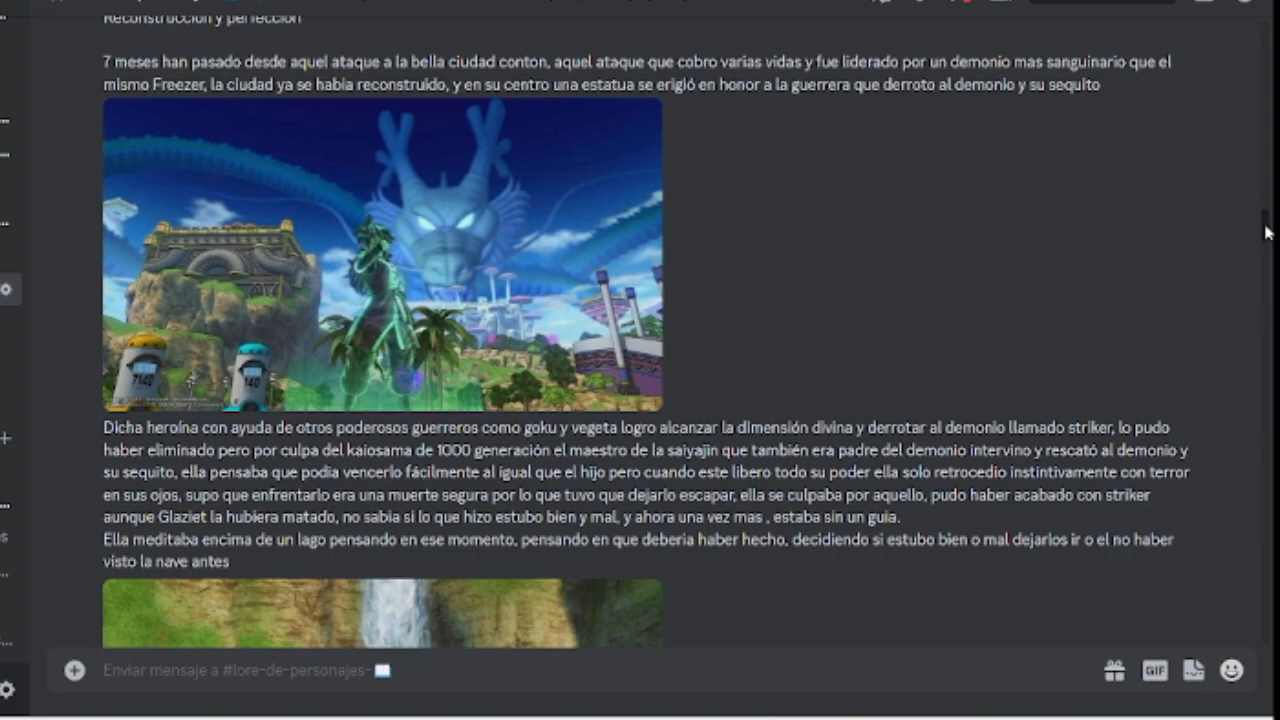 Reconstrucción y perfección
7 meses han pasado desde aquel ataque a la bella ciudad conton, aquel ataque que cobro varias vidas y fue liderado por un demonio mas sanguinario que el
mismo Freezer, la ciudad ya se habia reconstruido, y en su centro una estatua se erigió en honor a la guerrera que derroto al demonio y su sequito
7140
140
Dicha heroína con ayuda de otros poderosos guerreros como goku y vegeta logro alcanzar la dimensión divina y derrotar al demonio llamado striker, lo pudo
haber eliminado pero por culpa del kaiosama de 1000 generación el maestro de la saiyajin que también era padre del demonio intervino y rescató al demonio y
su sequito, ella pensaba que podia vencerlo fácilmente al igual que el hijo pero cuando este libero todo su poder ella solo retrocedio instintivamente con terror
en sus ojos, supo que enfrentarlo era una muerte segura por lo que tuvo que dejarlo escapar, ella se culpaba por aquello, pudo haber acabado con striker
aunque Glaziet la hubiera matado, no sabia si lo que hizo estubo bien y mal, y ahora una vez mas , estaba sin un guia.
Ella meditaba encima de un lago pensando en ese momento, pensando en que deberia haber hecho, decidiendo si estubo bien o mal dejarlos ir o el no haber
visto la nave antes
Enviar mensaje a #lore-de-personajes-
GIF